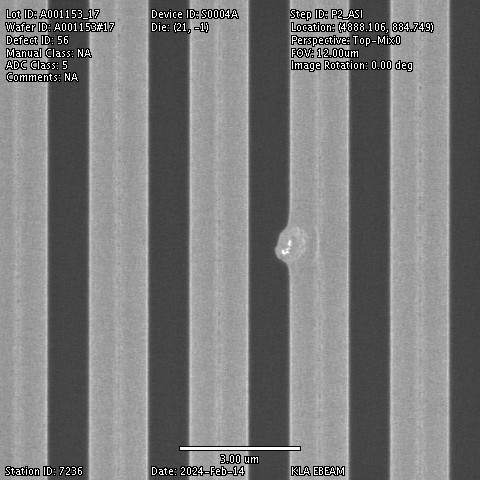 Lot ID: A001153_17
Wafer ID: A001153#17
Defect ID: 56
Manual Class: NA
ADC Class: 5
Comments: NA
Device ID: S0004A
Die: (21, -1)
Step ID: P2_ASI
Location: (4888.106, 884.749)
Perspective: Top-Mix0
FOV: 12.00um
Image Rotation: 0.00 deg
3.00 um
Station ID: 7236
Date: 2024-Feb-14
KLA EBEAM